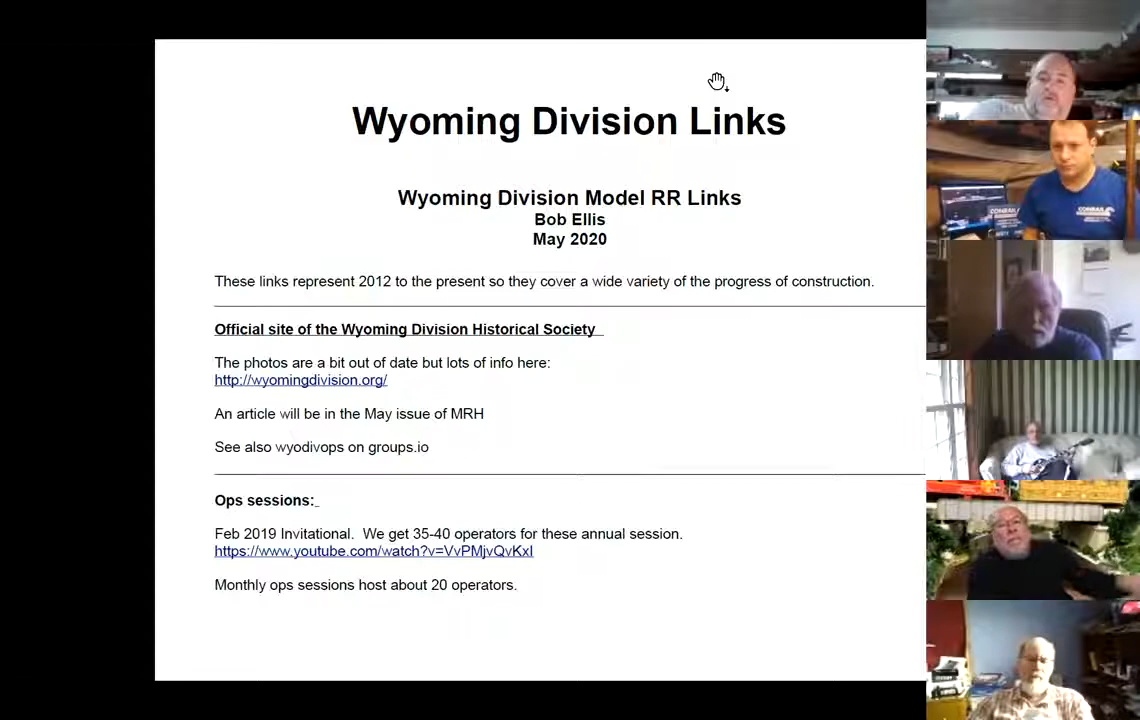 Wyoming Division Links
Wyoming Division Model RR Links
Bob Ellis
May 2020
These links represent 2012 to the present so they cover a wide variety of the progress of construction.
Official site of the Wyoming Division Historical Society
The photos are a bit out of date but lots of info here:
http://wyomingdivision.org/
An article will be in the May issue of MRH
See also wyodivops on groups.io
Ops sessions:
Feb 2019 Invitational. We get 35-40 operators for these annual session.
https://www.youtube.com/watch?v=VvPMjvQvKxI
Monthly ops sessions host about 20 operators.
CONRAIL
CONRAIL